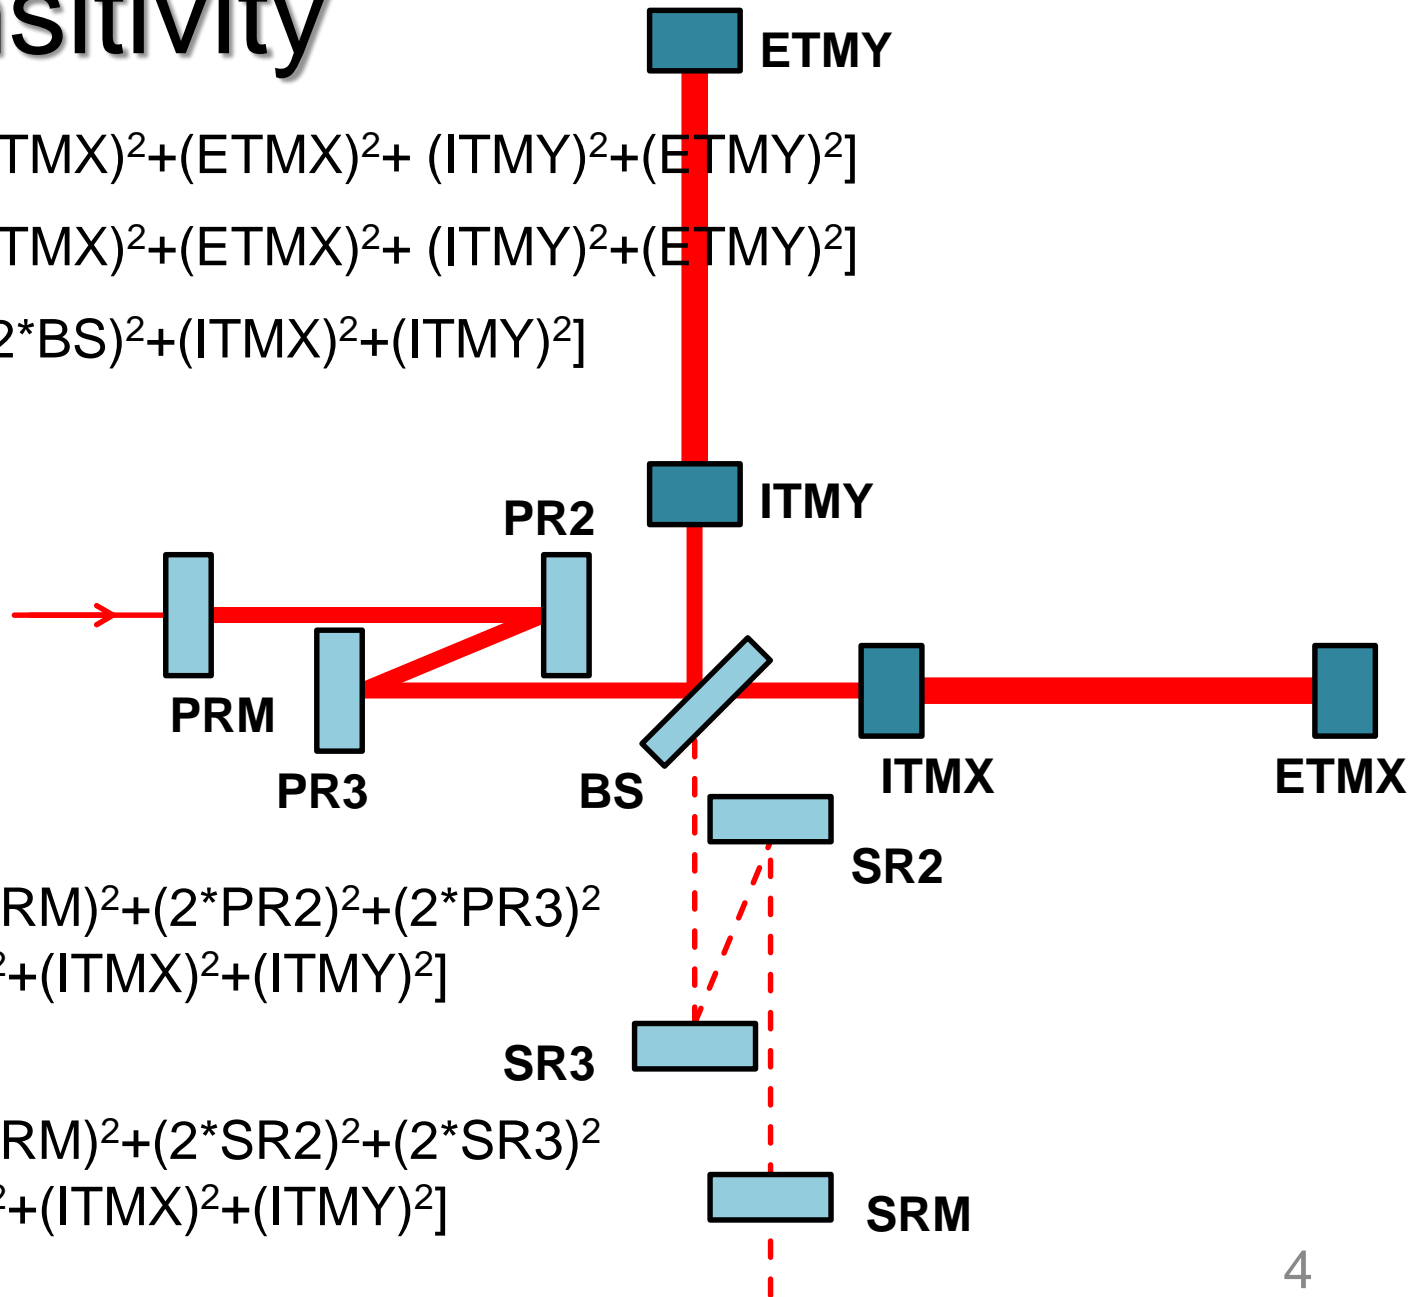 nsitivity
ETMY
TMX)²+(ETMX)²+ (ITMY)²+(ETMY)²]
TMX)²+(ETMX)²+ (ITMY)²+(ETMY)²]
2*BS)²+(ITMX)²+(ITMY)²]
ITMY
PR2
PRM
PR3
BS
ITMX
ETMX
SR2
RM)²+(2*PR2)²+(2*PR3)²
²+(ITMX)²+(ITMY)²]
SR3
RM)²+(2*SR2)²+(2*SR3)²
²+(ITMX)²+(ITMY)²]
SRM
4